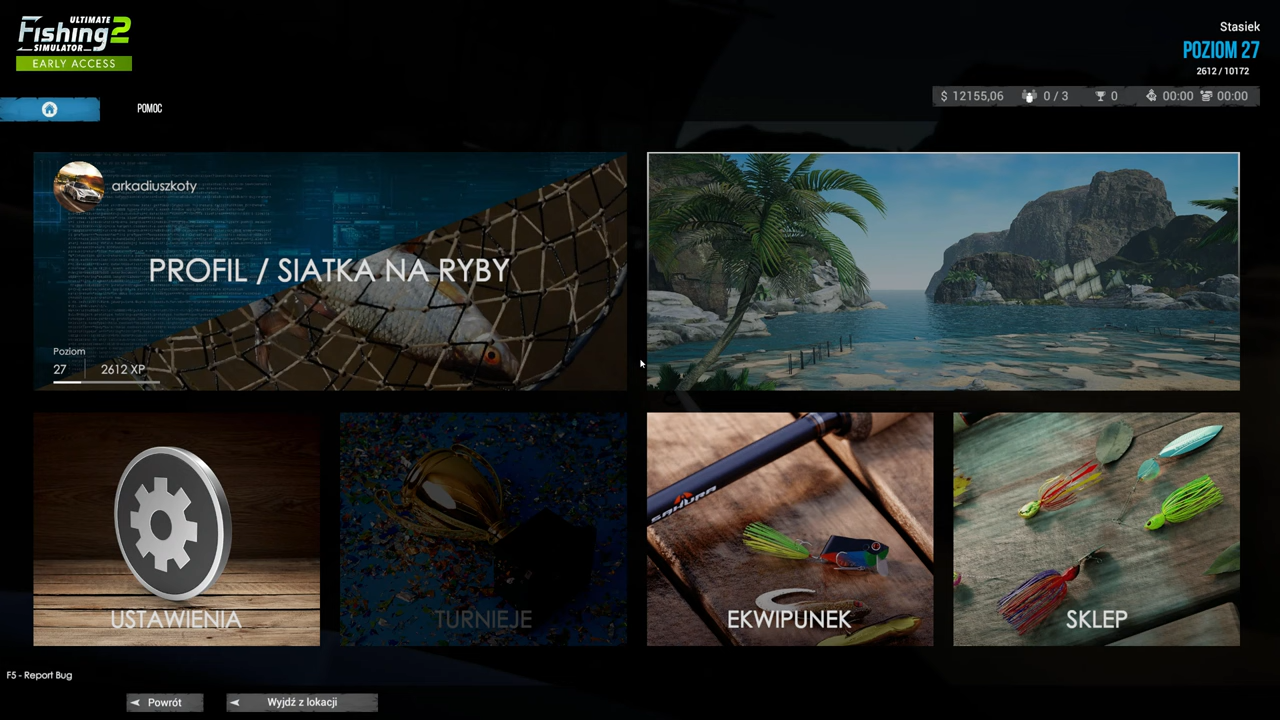 ULTIMATE
Fishing 2
SIMULATOR
EARLY ACCESS
Stasiek
POZIOM 27
2612 / 10172
$ 12155,06
0 / 3
0
00:00
00:00
POMOC
arkadiuszkoty
PROFIL / SIATKA NA RYBY
Poziom
27
2612 XP
SAKURA
USTAWIENIA
TURNIEJE
EKWIPUNEK
SKLEP
F5 - Report Bug
Powrót
Wyjdź z lokacji